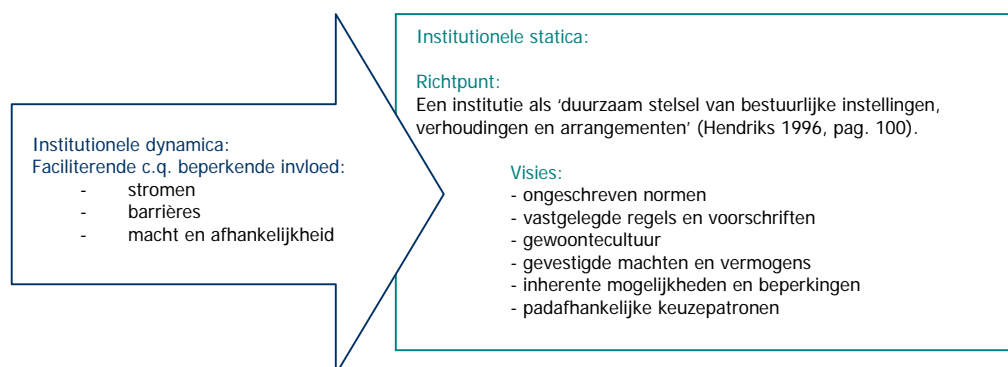 Institutionele dynamica:
Faciliterende c.q. beperkende invloed:
- stromen
- barrières
- macht en afhankelijkheid
Institutionele statica:
Richtpunt:
Een institutie als ‘duurzaam stelsel van bestuurlijke instellingen,
verhoudingen en arrangementen’ (Hendriks 1996, pag. 100).
Visies:
- ongeschreven normen
- vastgelegde regels en voorschriften
- gewoontecultuur
- gevestigde machten en vermogens
- inherente mogelijkheden en beperkingen
- padafhankelijke keuzepatronen